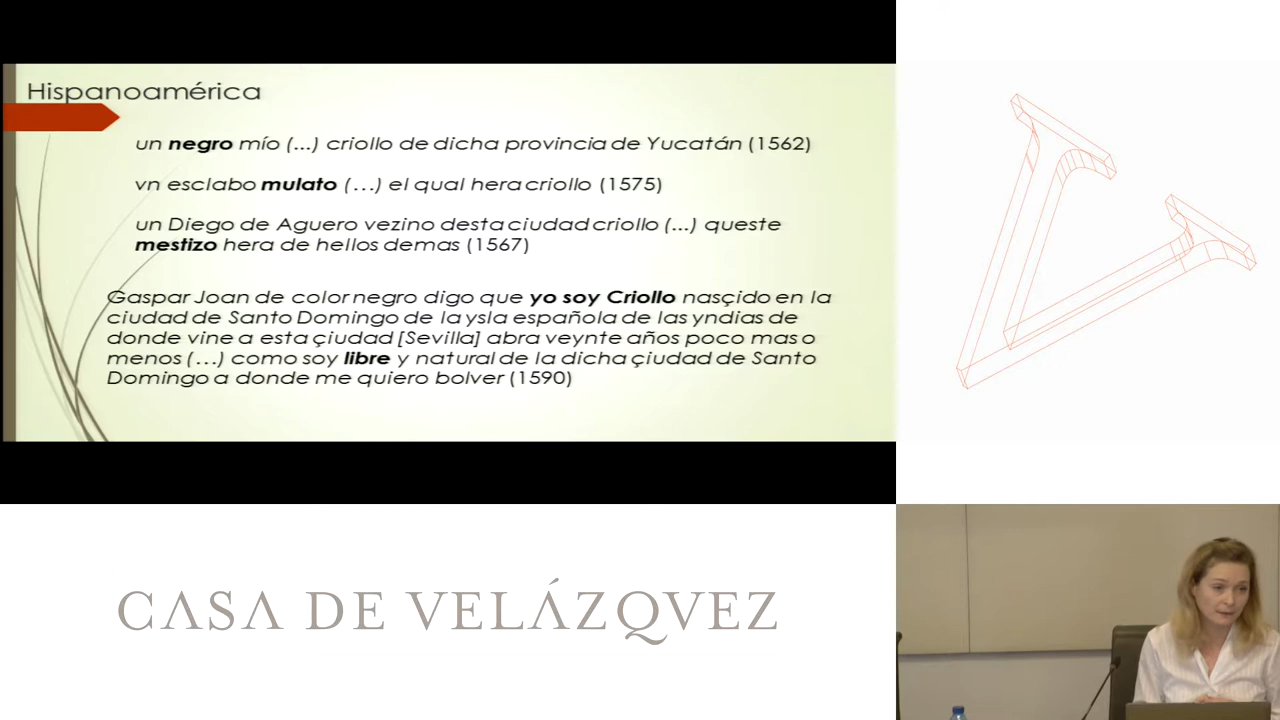 Hispanoamérica
un negro mío (...) criollo de dicha provincia de Yucatán (1562)
vn esclabo mulato (…) el qual hera criollo (1575)
un Diego de Aguero vezino desta ciudad criollo (...) queste
mestizo hera de hellos demas (1567)
Gaspar Joan de color negro digo que yo soy Criollo nasçido en la
ciudad de Santo Domingo de la ysla española de las yndias de
donde vine a esta çiudad [Sevilla] abra veynte años poco mas o
menos (…) como soy libre y natural de la dicha çiudad de Santo
Domingo a donde me quiero bolver (1590)
CASA DE VELÁZQVEZ